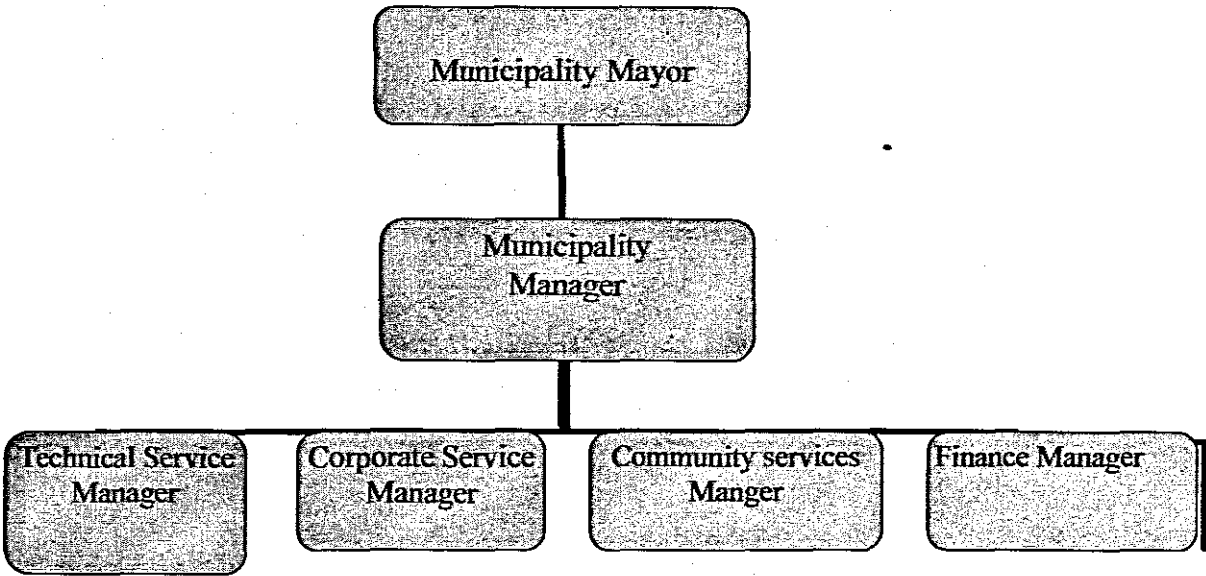 Municipality Mayor
Municipality
Manager
Technical Service
Manager
Corporate Service
Manager
Community services
Manger
Finance Manager